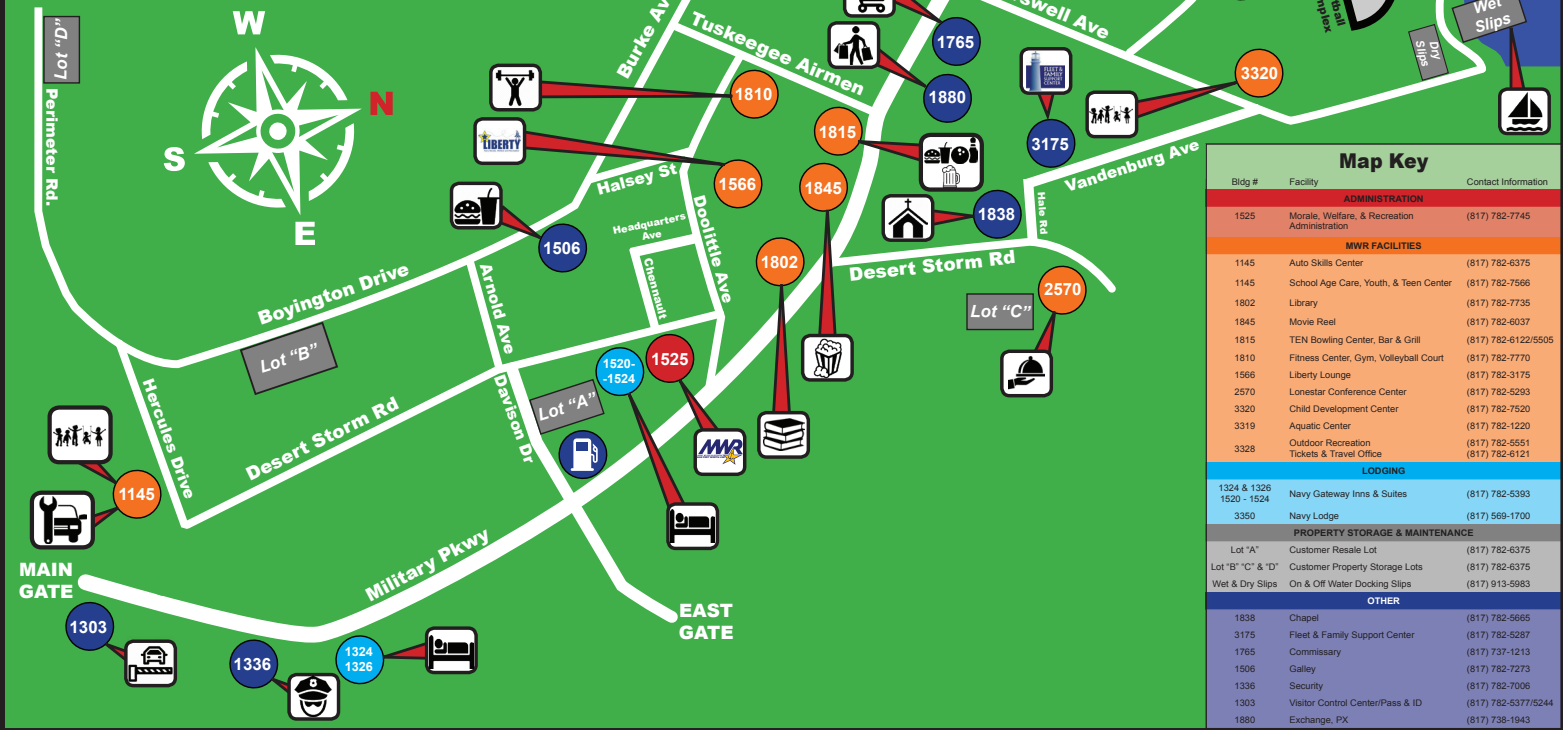 Lot "D"
Perimeter Rd.
W
N
S
E
Burke Av
Tuskeegee Airmen
swell Ave
Wet
Slips
Dry
Slips
1765
1880
FLEET &
FAMILY
SUPPORT
CENTER
3175
3320
1810
1815
LIBERTY
1566
1845
Halsey St
Vandenburg Ave
Hale Rd
1838
1506
Headquarters
Ave
Doolittle Ave
Chennault
1802
Desert Storm Rd
2570
Lot "C"
Boyington Drive
Arnold Ave
Lot "B"
1520-
-1524
1525
Lot "A"
Davison Dr
MWR
Hercules Drive
Desert Storm Rd
1145
Military Pkwy
MAIN
GATE
EAST
GATE
1303
1336
1324
1326
Map Key
Bldg # Facility Contact Information
ADMINISTRATION
1525 Morale, Welfare, & Recreation (817) 782-7745
Administration
MWR FACILITIES
1145 Auto Skills Center (817) 782-6375
1145 School Age Care, Youth, & Teen Center (817) 782-7566
1802 Library (817) 782-7735
1845 Movie Reel (817) 782-6037
1815 TEN Bowling Center, Bar & Grill (817) 782-6122/5505
1810 Fitness Center, Gym, Volleyball Court (817) 782-7770
1566 Liberty Lounge (817) 782-3175
2570 Lonestar Conference Center (817) 782-5293
3320 Child Development Center (817) 782-7520
3319 Aquatic Center (817) 782-1220
3328 Outdoor Recreation (817) 782-5551
Tickets & Travel Office (817) 782-6121
LODGING
1324 & 1326
1520 - 1524 Navy Gateway Inns & Suites (817) 782-5393
3350 Navy Lodge (817) 569-1700
PROPERTY STORAGE & MAINTENANCE
Lot "A" Customer Resale Lot (817) 782-6375
Lot "B" "C" & "D" Customer Property Storage Lots (817) 782-6375
Wet & Dry Slips On & Off Water Docking Slips (817) 913-5983
OTHER
1838 Chapel (817) 782-5665
3175 Fleet & Family Support Center (817) 782-5287
1765 Commissary (817) 737-1213
1506 Galley (817) 782-7273
1336 Security (817) 782-7006
1303 Visitor Control Center/Pass & ID (817) 782-5377/5244
1880 Exchange, PX (817) 738-1943